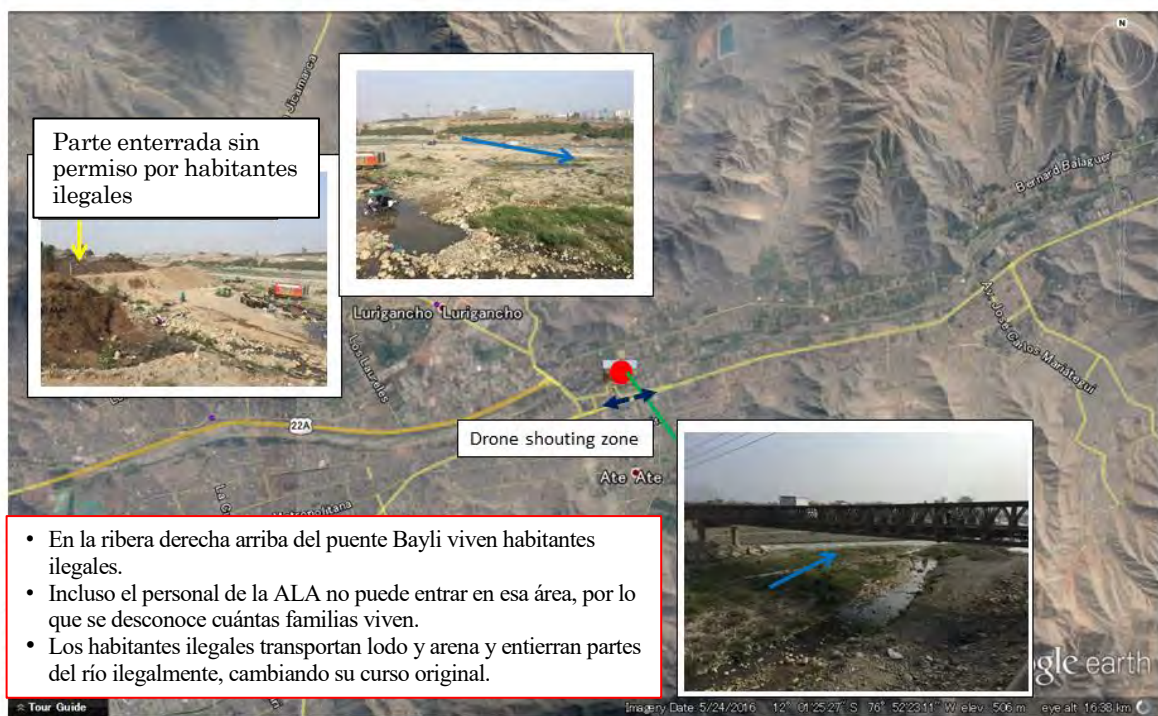 N
Jicamarca
Parte enterrada sin
permiso por habitantes
ilegales
Bernard Balaguer
Lurigancho Lurigancho
Los Laureles
Av. José Carlos Mariátegui
22A
Drone shouting zone
Ate Ate
Metropolitana
• En la ribera derecha arriba del puente Bayli viven habitantes
ilegales.
• Incluso el personal de la ALA no puede entrar en esa área, por lo
que se desconoce cuántas familias viven.
• Los habitantes ilegales transportan lodo y arena y entierran partes
del río ilegalmente, cambiando su curso original.
gle earth
Tour Guide
Imagery Date: 5/24/2016 12° 01'25.27" S 76° 52'23.11" W elev 506 m eye alt 16.38 km